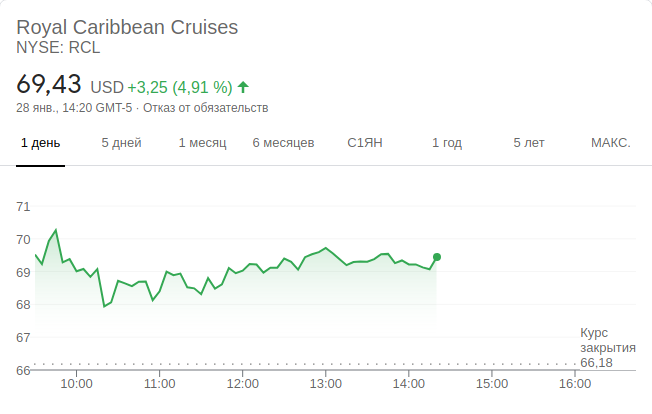 Royal Caribbean Cruises
NYSE: RCL
69,43 USD +3,25 (4,91 %)
28 янв., 14:20 GMT-5 · Отказ от обязательств
1 день 5 дней 1 месяц 6 месяцев С1ЯН 1 год 5 лет МАКС.
71
70
69
68
67
Курс
закрытия
66,18
66
10:00 11:00 12:00 13:00 14:00 15:00 16:00